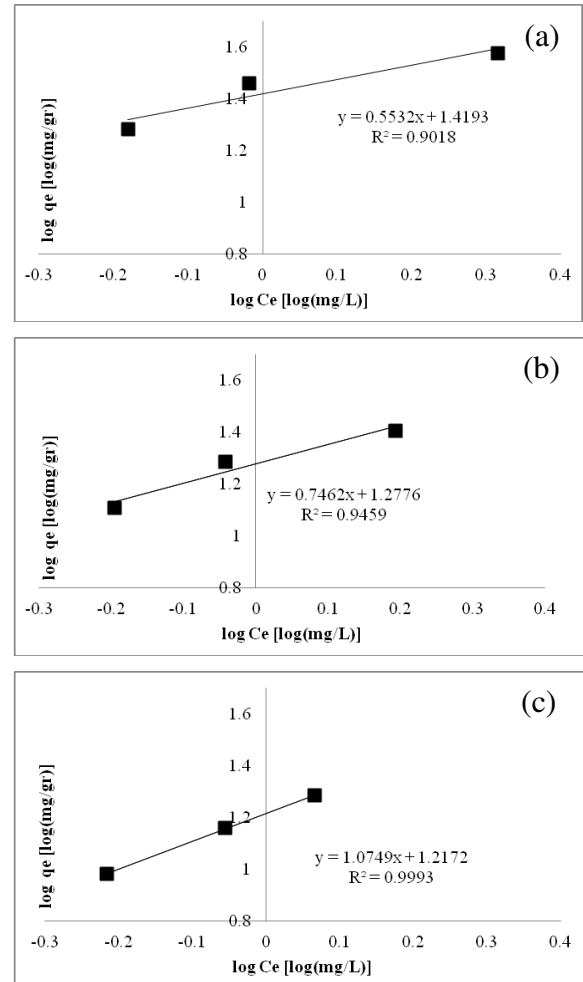 (a)
1.6
1.4
1.2
1
0.8
log qe [log(mg/gr)]
y = 0.5532x + 1.4193
R² = 0.9018
-0.3 -0.2 -0.1 0 0.1 0.2 0.3 0.4
log Ce [log(mg/L)]
(b)
1.6
1.4
1.2
1
0.8
log qe [log(mg/gr)]
y = 0.7462x + 1.2776
R² = 0.9459
-0.3 -0.2 -0.1 0 0.1 0.2 0.3 0.4
log Ce [log(mg/L)]
(c)
1.6
1.4
1.2
1
0.8
log qe [log(mg/gr)]
y = 1.0749x + 1.2172
R² = 0.9993
-0.3 -0.2 -0.1 0 0.1 0.2 0.3 0.4
log Ce [log(mg/L)]